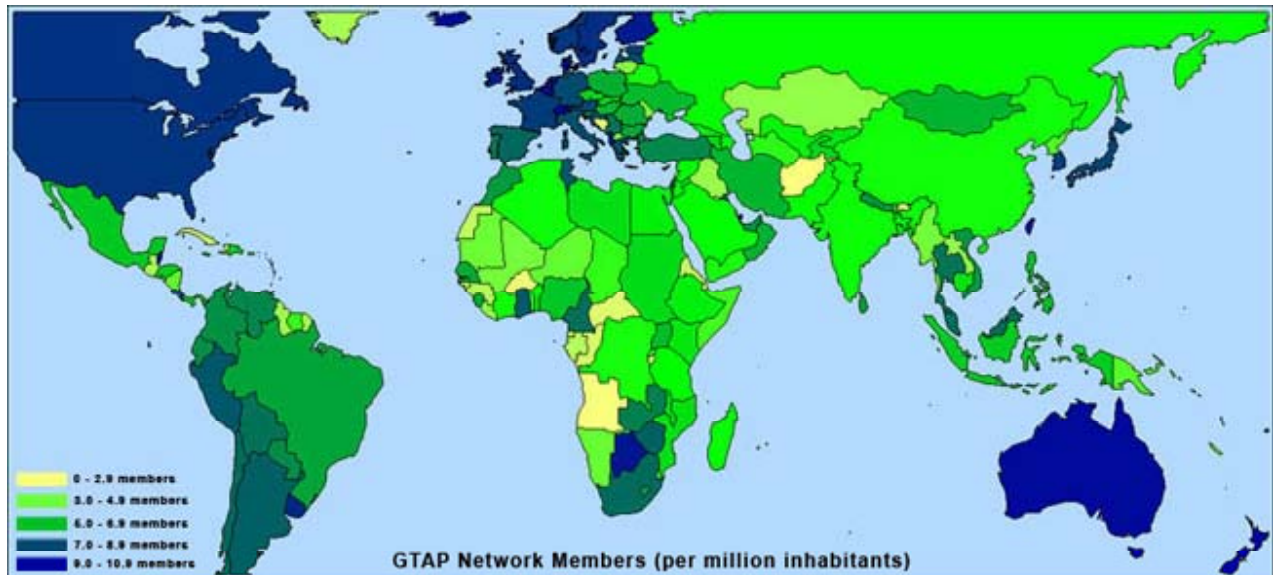 0 - 2.9 members
3.0 - 4.9 members
5.0 - 6.9 members
7.0 - 8.9 members
9.0 - 10.9 members
GTAP Network Members (per million inhabitants)